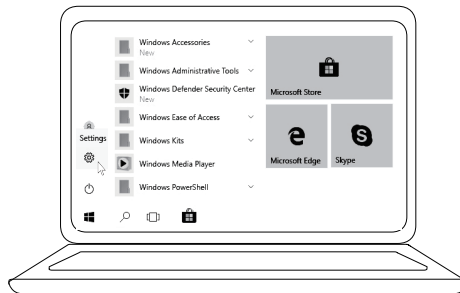 Windows Accessories
New
Windows Administrative Tools
Windows Defender Security Center
New
Windows Ease of Access
Windows Kits
Windows Media Player
Windows PowerShell
Settings
Microsoft Store
Microsoft Edge
Skype